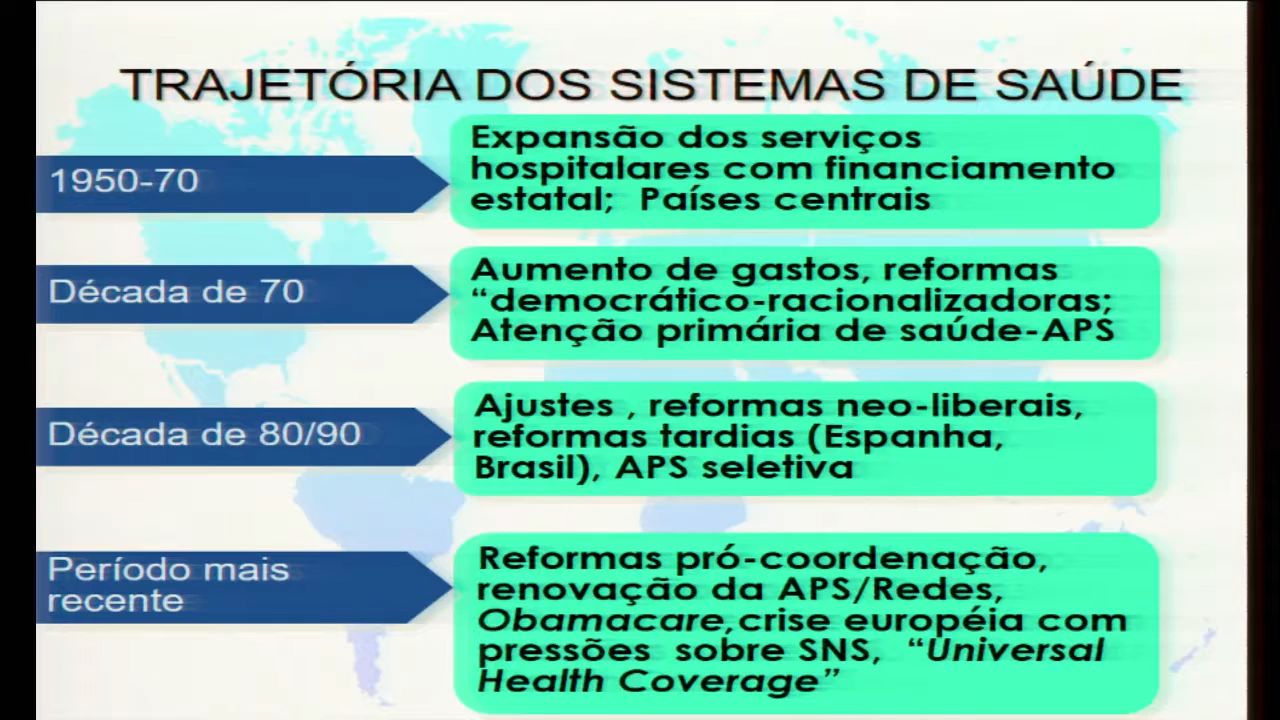 TRAJETÓRIA DOS SISTEMAS DE SAÚDE
1950-70
Expansão dos serviços
hospitalares com financiamento
estatal;  Países centrais
Década de 70
Aumento de gastos, reformas
“democrático-racionalizadoras;
Atenção primária de saúde-APS
Década de 80/90
Ajustes , reformas neo-liberais,
reformas tardias (Espanha,
Brasil), APS seletiva
Período mais
recente
Reformas pró-coordenação,
renovação da APS/Redes,
Obamacare,crise européia com
pressões  sobre SNS,  “Universal
Health Coverage”